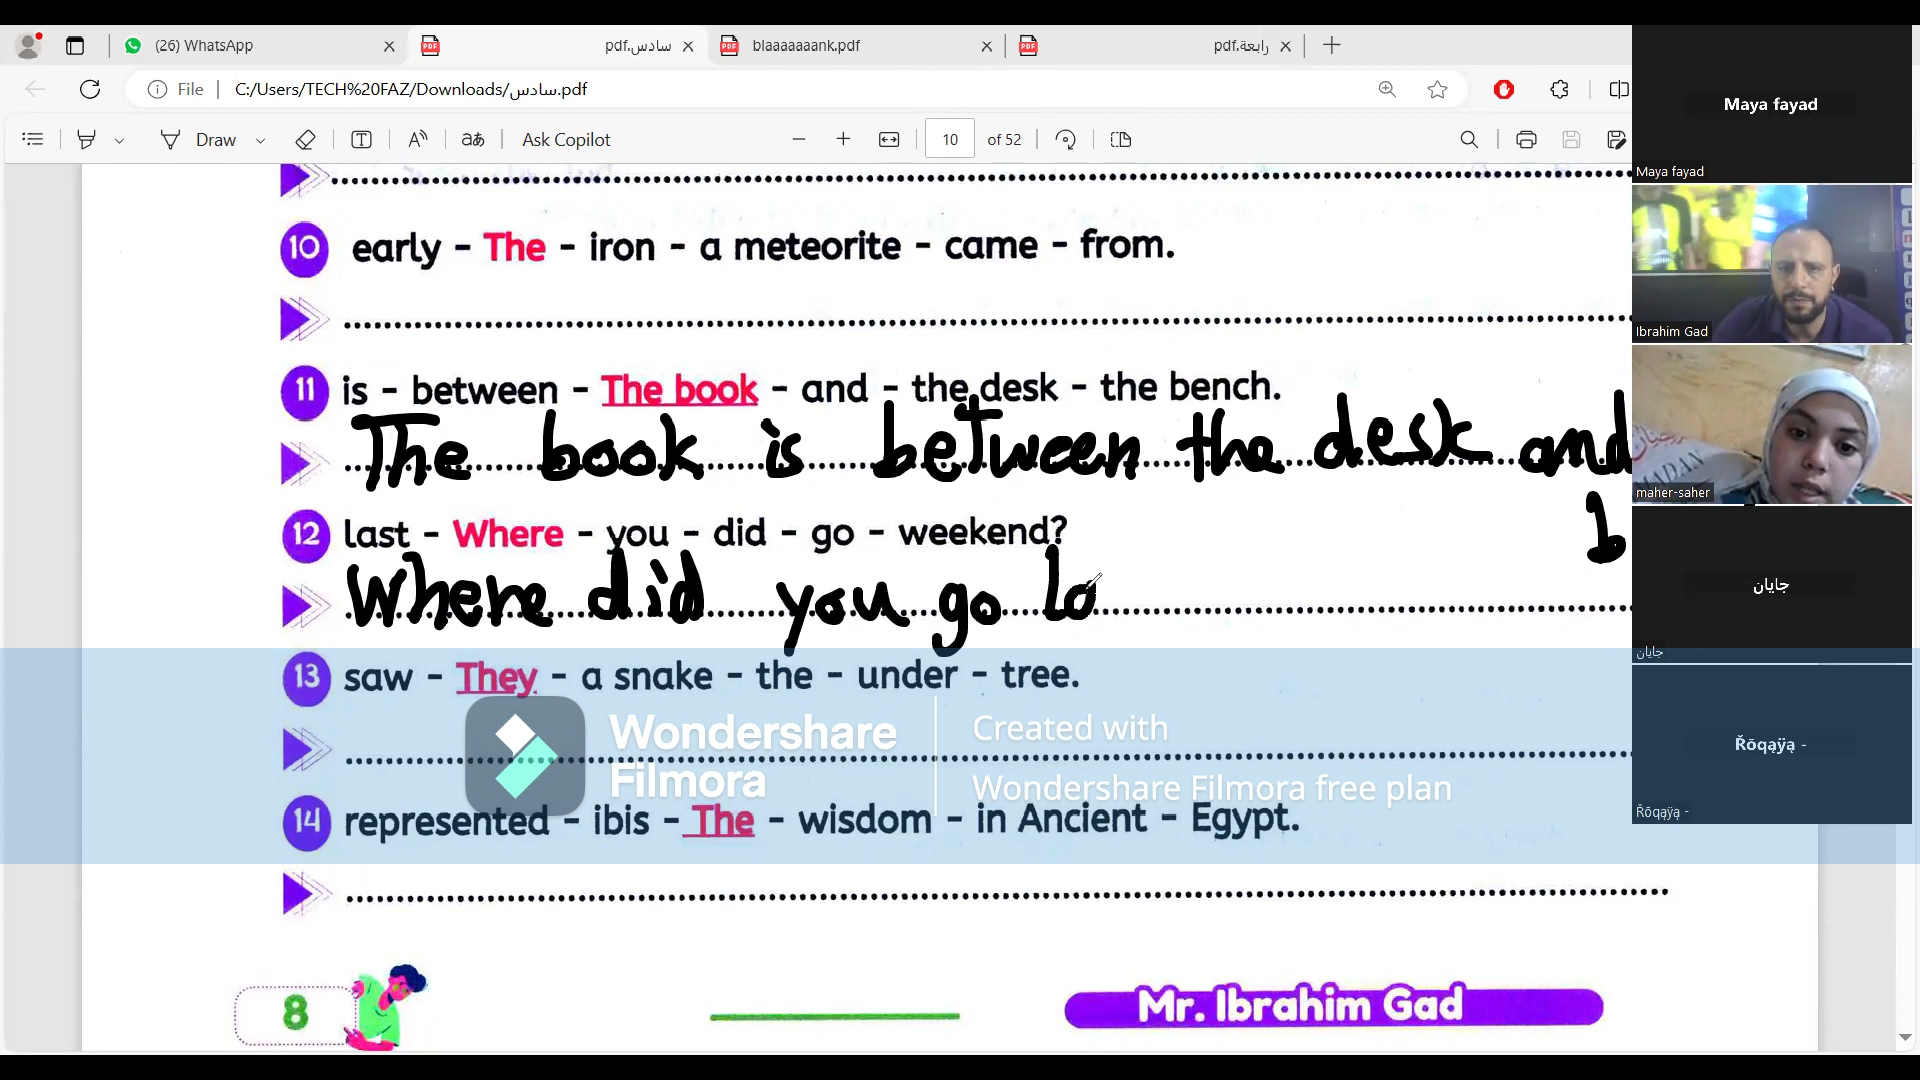 (26) WhatsApp
سادس.pdf
blaaaaaaank.pdf
رابعة.pdf
File
C:/Users/TECH%20FAZ/Downloads/سادس.pdf
Draw
Ask Copilot
10 of 52
10 early - The - iron - a meteorite - came - from.
11 is - between - The book - and - the desk - the bench.
The book is between the desk and
b
12 last - Where - you - did - go - weekend?
Where did you go la
13 saw - They - a snake - the - under - tree.
Wondershare Filmora
Created with
Wondershare Filmora free plan
14 represented - ibis - The - wisdom - in Ancient - Egypt.
8
Mr. Ibrahim Gad
Maya fayad
Maya fayad
Ibrahim Gad
maher-saher
جايان
جايان
Řōqąÿą -
Řōqąÿą -